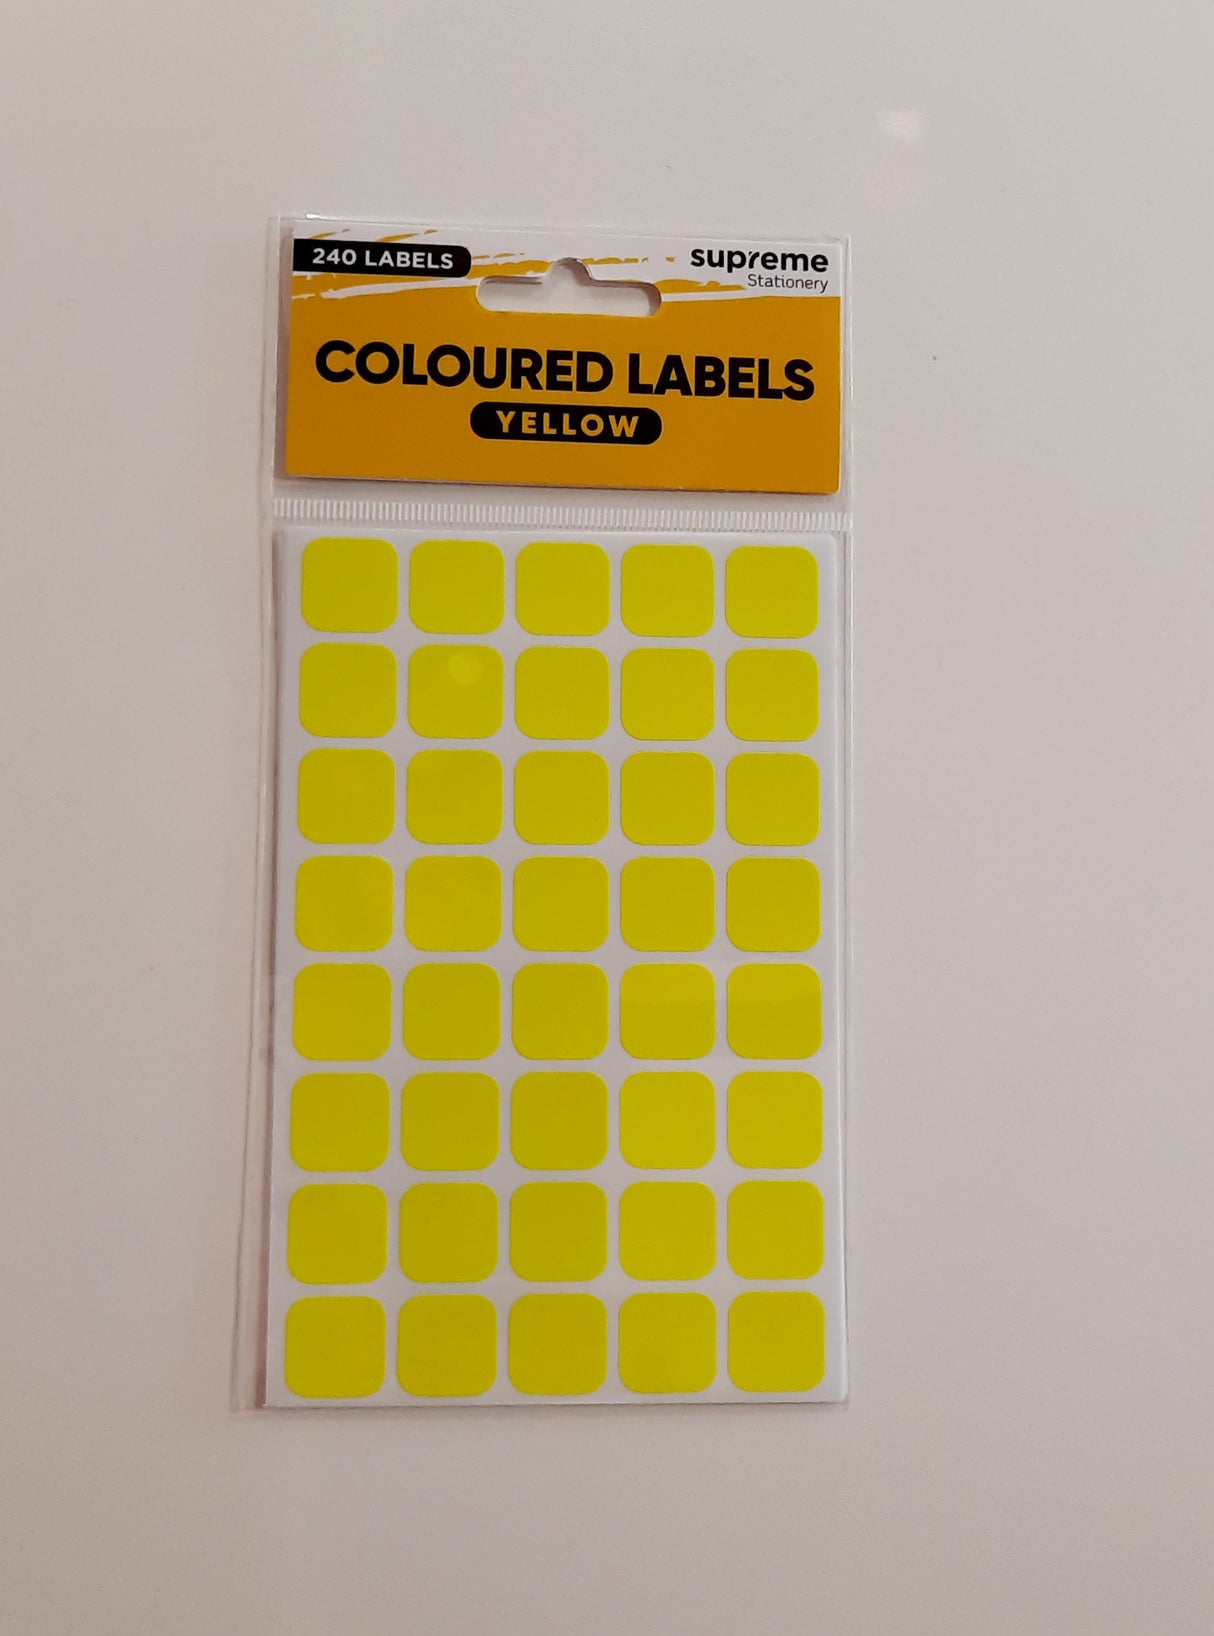 240 LABELS
supreme
Stationery
COLOURED LABELS
YELLOW